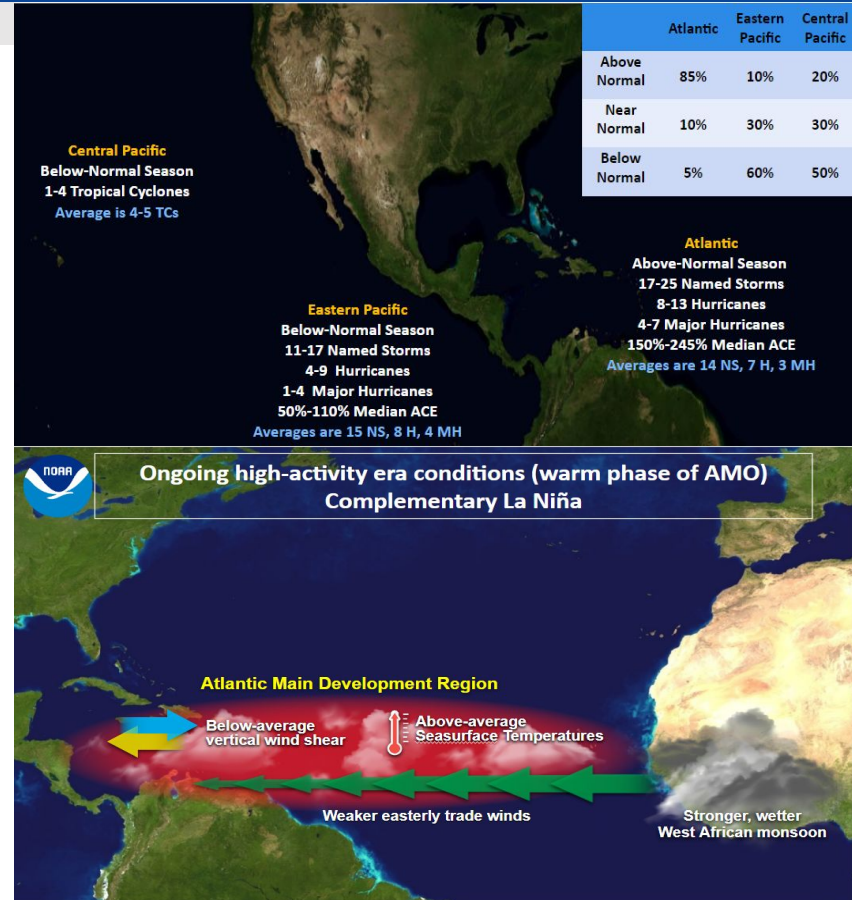 Atlantic Eastern Pacific Central Pacific
Above Normal 85% 10% 20%
Near Normal 10% 30% 30%
Below Normal 5% 60% 50%
Central Pacific
Below-Normal Season
1-4 Tropical Cyclones
Average is 4-5 TCs
Atlantic
Above-Normal Season
17-25 Named Storms
8-13 Hurricanes
4-7 Major Hurricanes
150%-245% Median ACE
Averages are 14 NS, 7 H, 3 MH
Eastern Pacific
Below-Normal Season
11-17 Named Storms
4-9 Hurricanes
1-4 Major Hurricanes
50%-110% Median ACE
Averages are 15 NS, 8 H, 4 MH
NOAA
Ongoing high-activity era conditions (warm phase of AMO)
Complementary La Niña
Atlantic Main Development Region
Below-average
vertical wind shear
Above-average
Seasurface Temperatures
Weaker easterly trade winds
Stronger, wetter
West African monsoon